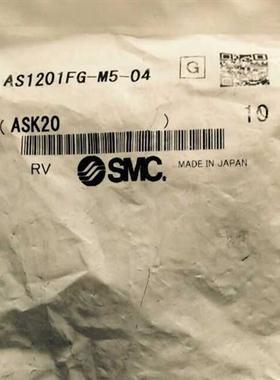 AS1201FG-M5-04 G
10
(ASK20 )
RV SMC. MADE IN JAPAN